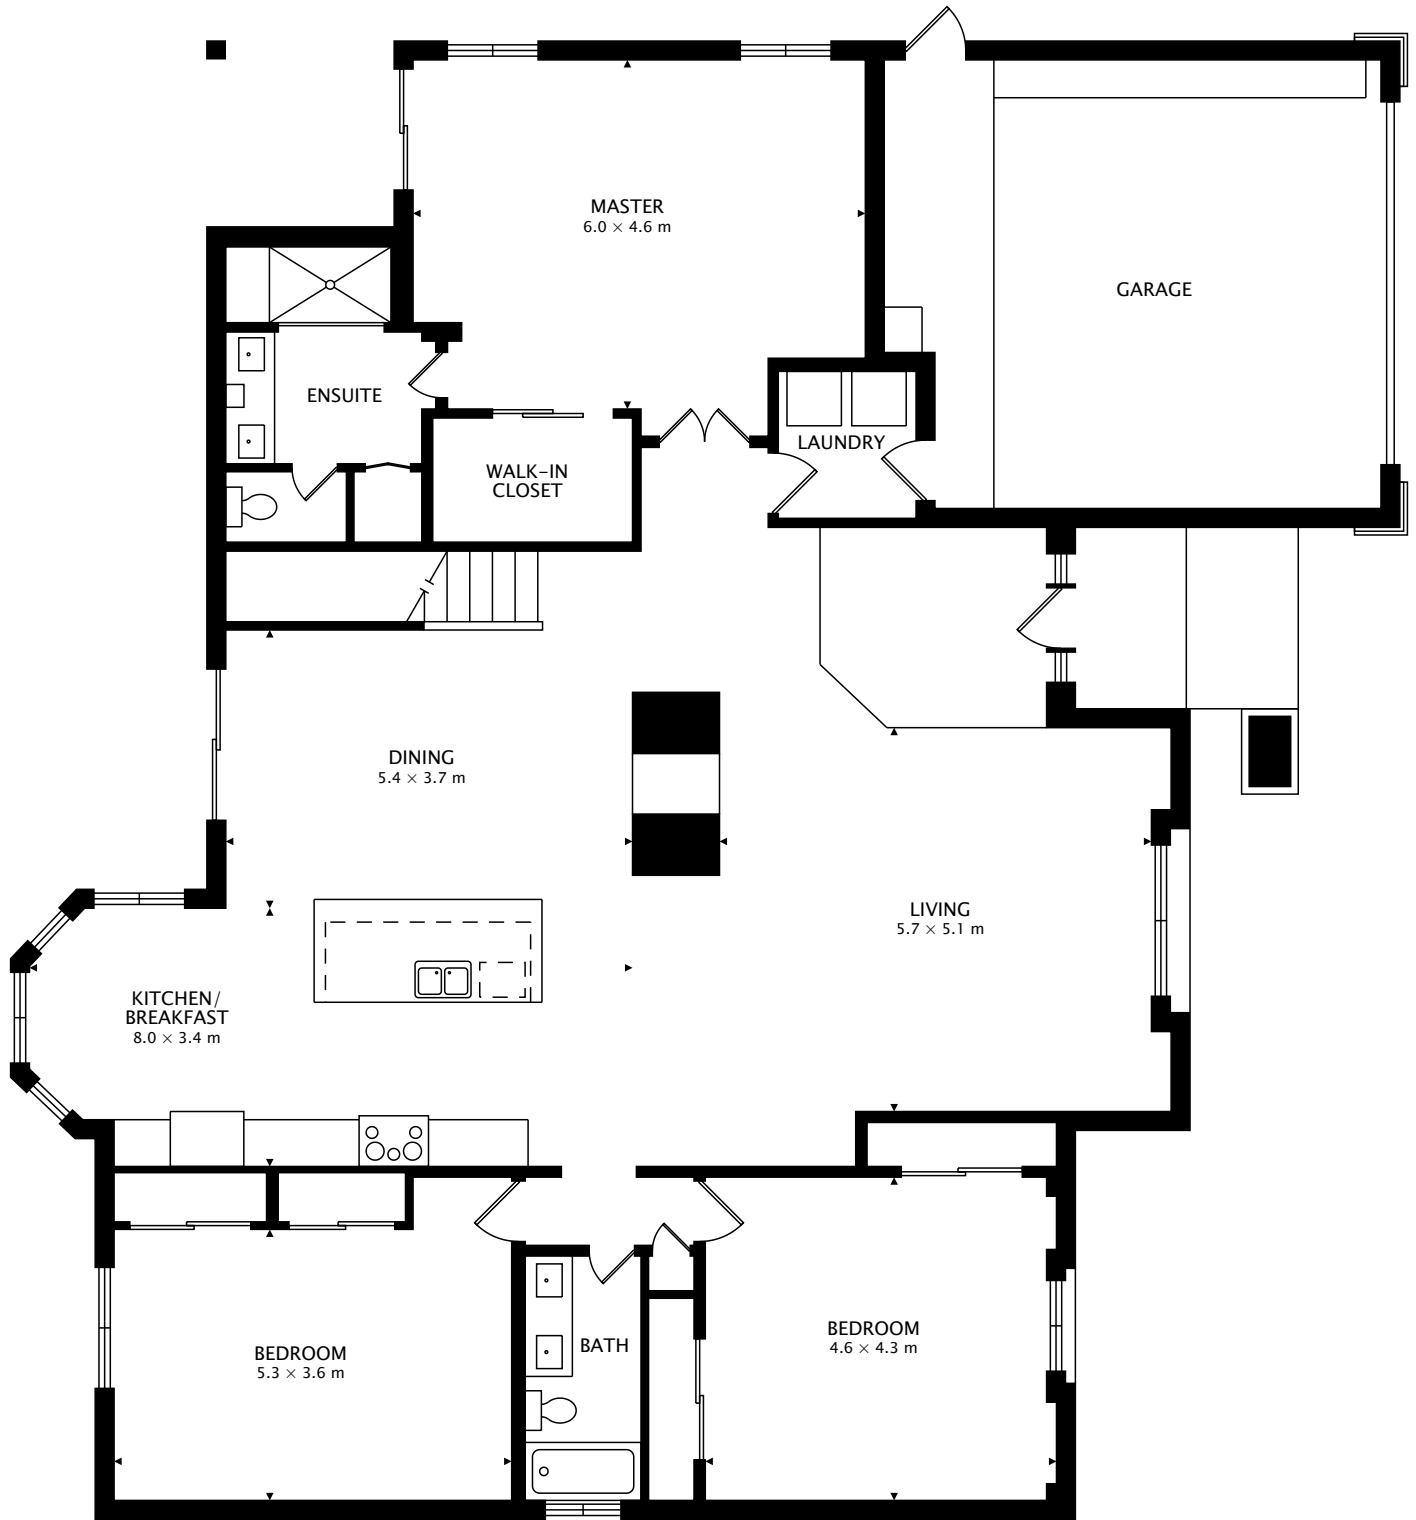 MASTER
6.0 × 4.6 m
GARAGE
ENSUITE
LAUNDRY
WALK-IN
CLOSET
DINING
5.4 × 3.7 m
LIVING
5.7 × 5.1 m
KITCHEN/
BREAKFAST
8.0 × 3.4 m
BEDROOM
5.3 × 3.6 m
BATH
BEDROOM
4.6 × 4.3 m